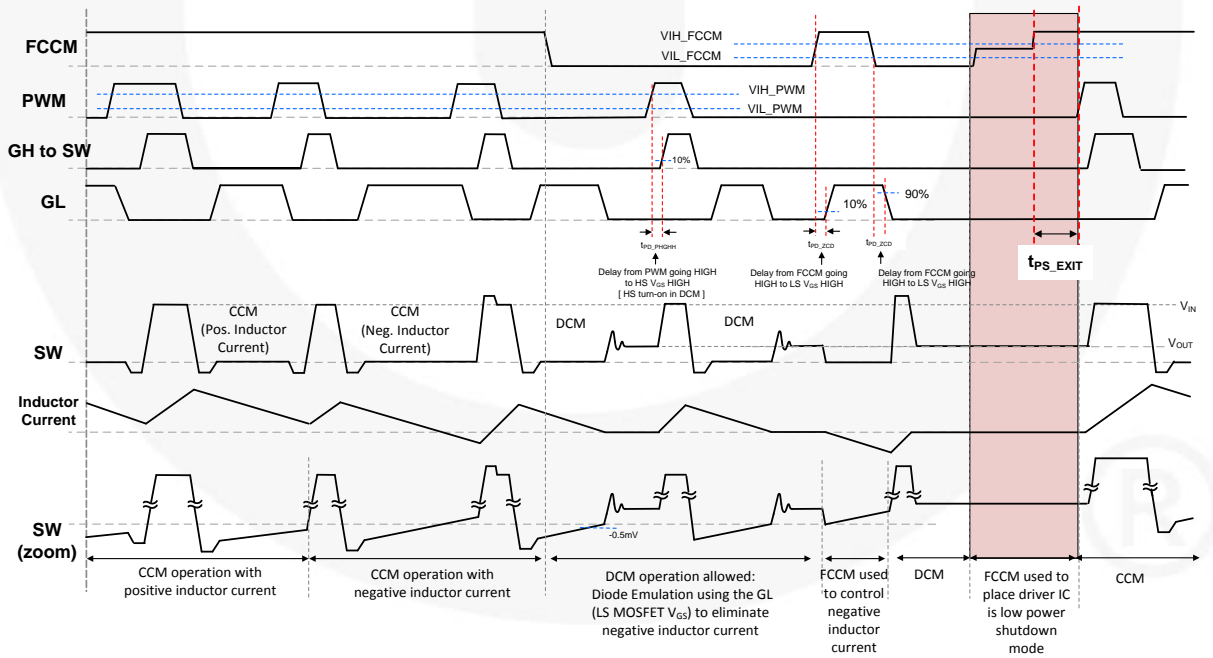 FCCM
VIH_FCCM
VIL_FCCM
PWM
VIH_PWM
VIL_PWM
GH to SW
10%
GL
90%
10%
tPD_PHGHH
tPD_ZCD
tPD_ZCD
tPS_EXIT
Delay from PWM going HIGH
to HS VGS HIGH
[ HS turn-on in DCM ]
Delay from FCCM going
HIGH to LS VGS HIGH
Delay from FCCM going
HIGH to LS VGS HIGH
SW
CCM
(Pos. Inductor
Current)
CCM
(Neg. Inductor
Current)
DCM
DCM
VIN
VOUT
Inductor
Current
SW
(zoom)
-0.5mV
CCM operation with
positive inductor current
CCM operation with
negative inductor current
DCM operation allowed:
Diode Emulation using the GL
(LS MOSFET VGS) to eliminate
negative inductor current
FCCM used
to control
negative
inductor
current
DCM
FCCM used to
place driver IC
is low power
shutdown
mode
CCM
®